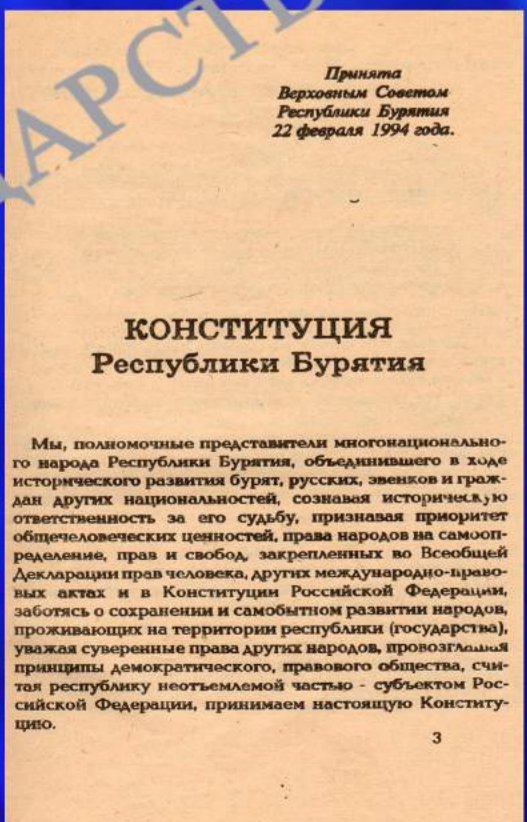 Принята
Верховным Советом
Республики Бурятия
22 февраля 1994 года.
КОНСТИТУЦИЯ
Республики Бурятия
Мы, полномочные представители многонационально-
го народа Республики Бурятия, объединившего в ходе
исторического развития бурят, русских, эвенков и граж-
дан других национальностей, сознавая историческую
ответственность за его судьбу, признавая приоритет
общечеловеческих ценностей, права народов на самооп-
ределение, прав и свобод, закрепленных во Всеобщей
Декларации прав человека, других международно-право-
вых актах и в Конституции Российской Федерации,
заботясь о сохранении и самобытном развитии народов,
проживающих на территории республики (государства),
уважая суверенные права других народов, провозглашая
принципы демократического, правового общества, счи-
тая республику неотъемлемой частью - субъектом Рос-
сийской Федерации, принимаем настоящую Конститу-
цию.
3